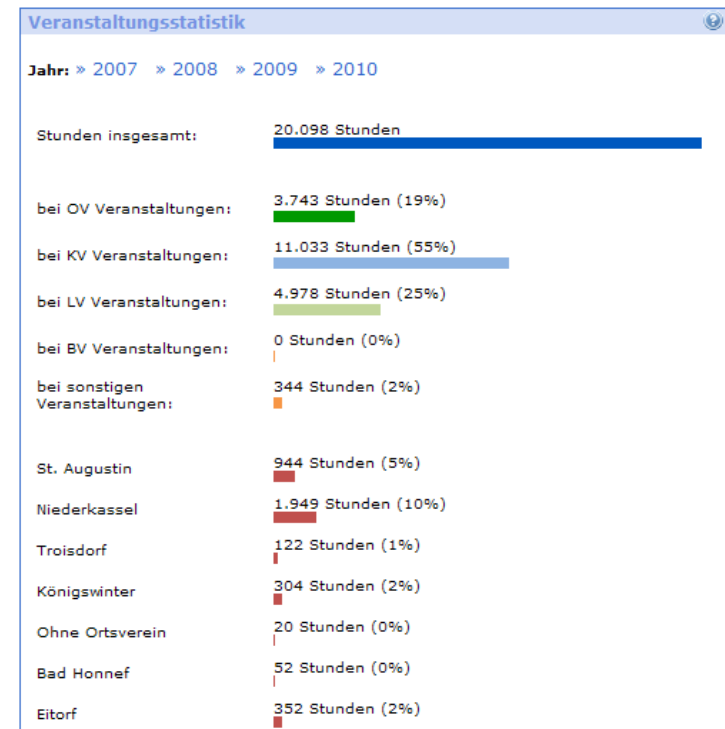 Veranstaltungsstatistik
Jahr: » 2007 » 2008 » 2009 » 2010
Stunden insgesamt: 20.098 Stunden
bei OV Veranstaltungen: 3.743 Stunden (19%)
bei KV Veranstaltungen: 11.033 Stunden (55%)
bei LV Veranstaltungen: 4.978 Stunden (25%)
bei BV Veranstaltungen: 0 Stunden (0%)
bei sonstigen 344 Stunden (2%)
Veranstaltungen:
St. Augustin 944 Stunden (5%)
Niederkassel 1.949 Stunden (10%)
Troisdorf 122 Stunden (1%)
Königswinter 304 Stunden (2%)
Ohne Ortsverein 20 Stunden (0%)
Bad Honnef 52 Stunden (0%)
Eitorf 352 Stunden (2%)